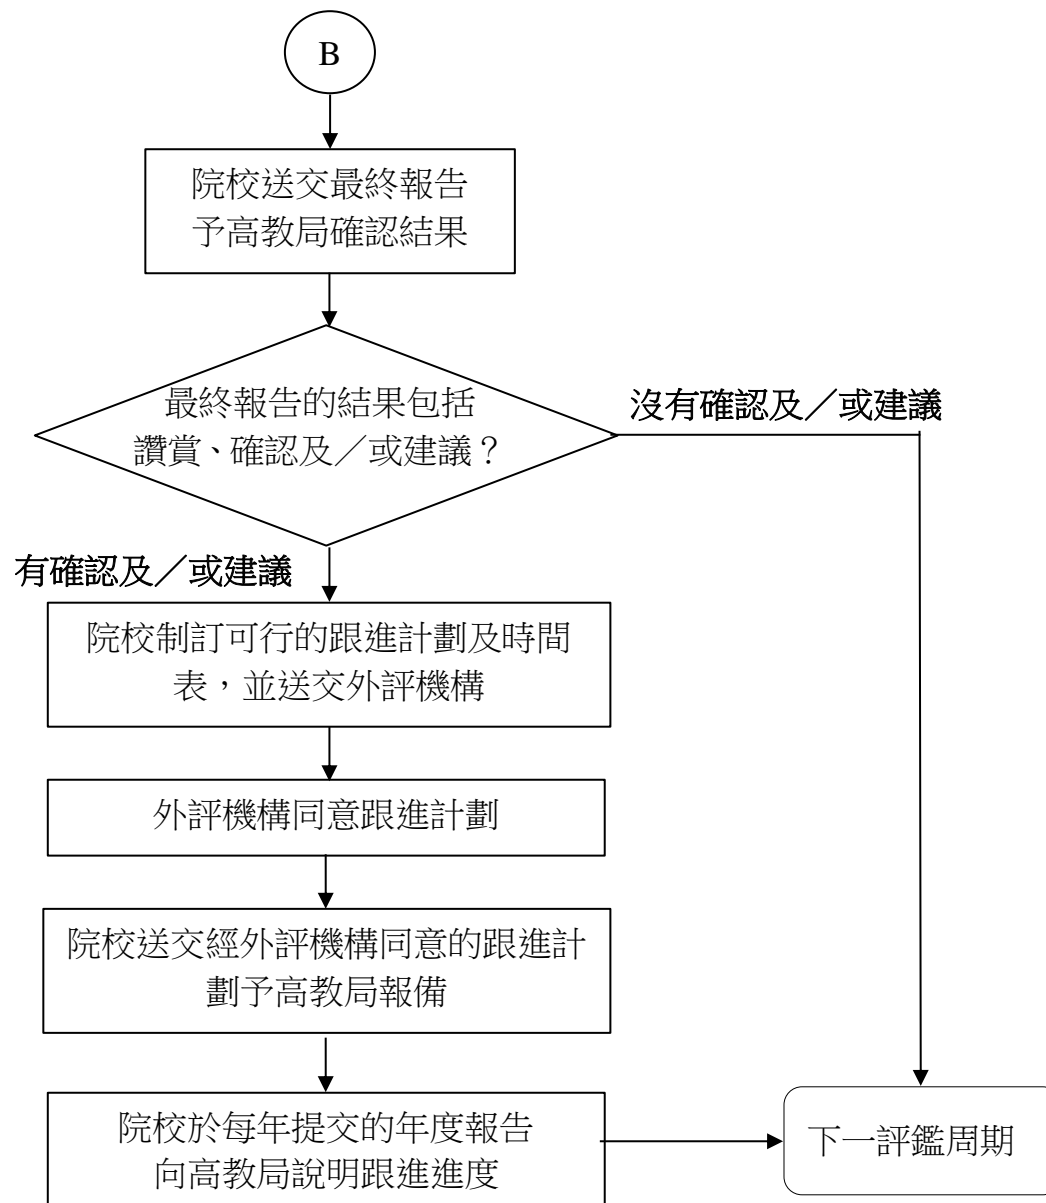 B
院校送交最終報告
予高教局確認結果
最終報告的結果包括
讚賞、確認及／或建議？
沒有確認及／或建議
有確認及／或建議
院校制訂可行的跟進計劃及時間
表，並送交外評機構
外評機構同意跟進計劃
院校送交經外評機構同意的跟進計
劃予高教局報備
院校於每年提交的年度報告
向高教局說明跟進進度
下一評鑑周期